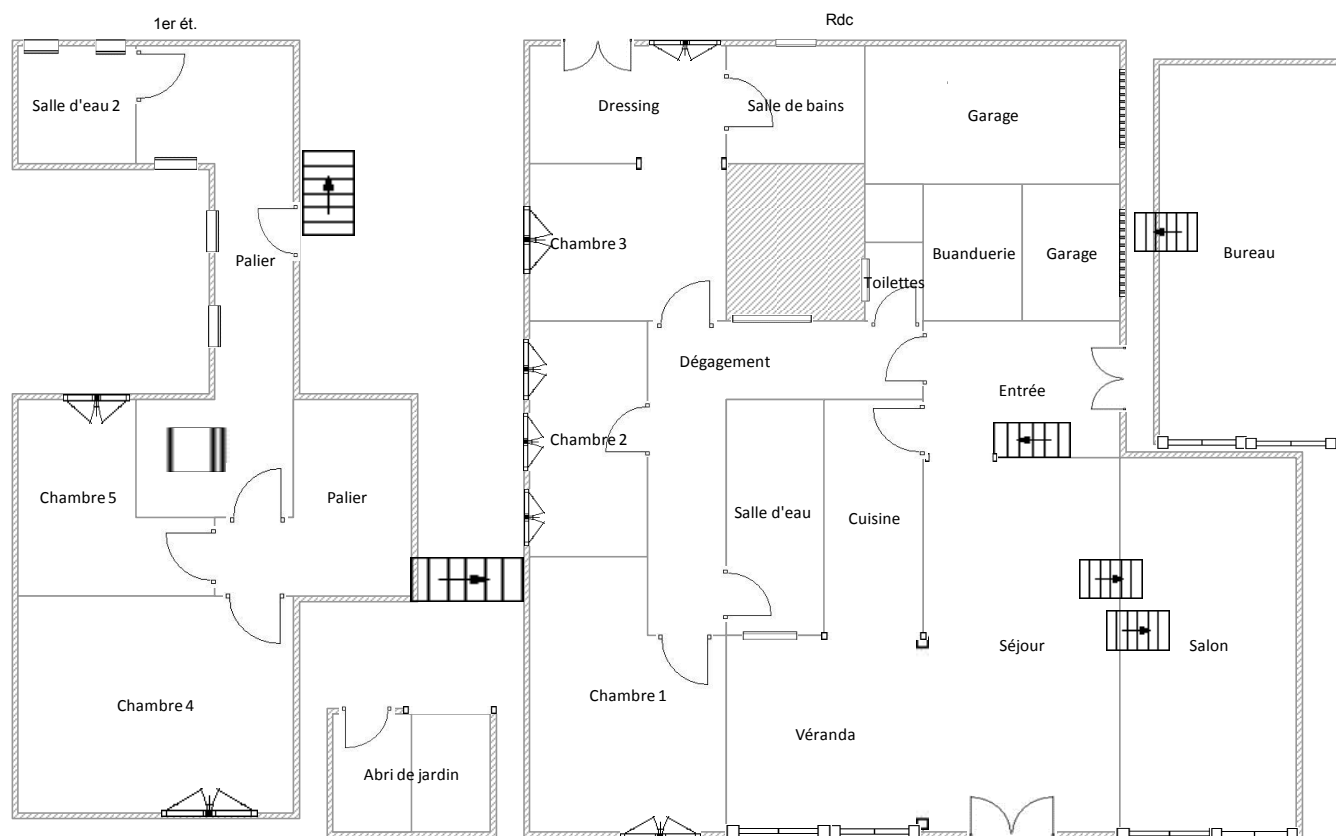 1er ét.
Rdc
Salle d'eau 2
Dressing
Salle de bains
Garage
Palier
Chambre 3
Toilettes
Buanduerie
Garage
Bureau
Dégagement
Entrée
Chambre 2
Chambre 5
Palier
Salle d'eau
Cuisine
Chambre 4
Chambre 1
Séjour
Salon
Véranda
Abri de jardin